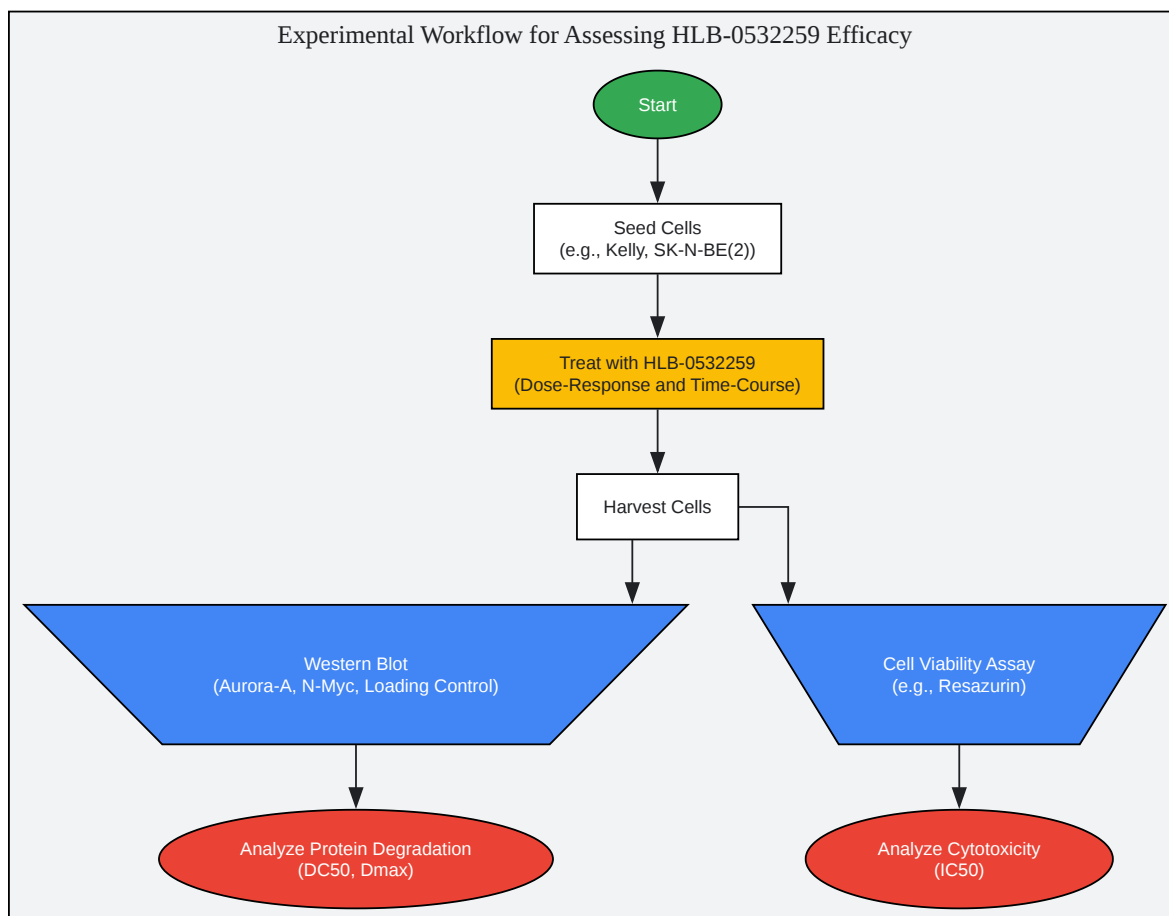 Experimental Workflow for Assessing HLB-0532259 Efficacy
Start
Seed Cells
(e.g., Kelly, SK-N-BE(2))
Treat with HLB-0532259
(Dose-Response and Time-Course)
Harvest Cells
Western Blot
(Aurora-A, N-Myc, Loading Control)
Cell Viability Assay
(e.g., Resazurin)
Analyze Protein Degradation
(DC50, Dmax)
Analyze Cytotoxicity
(IC50)